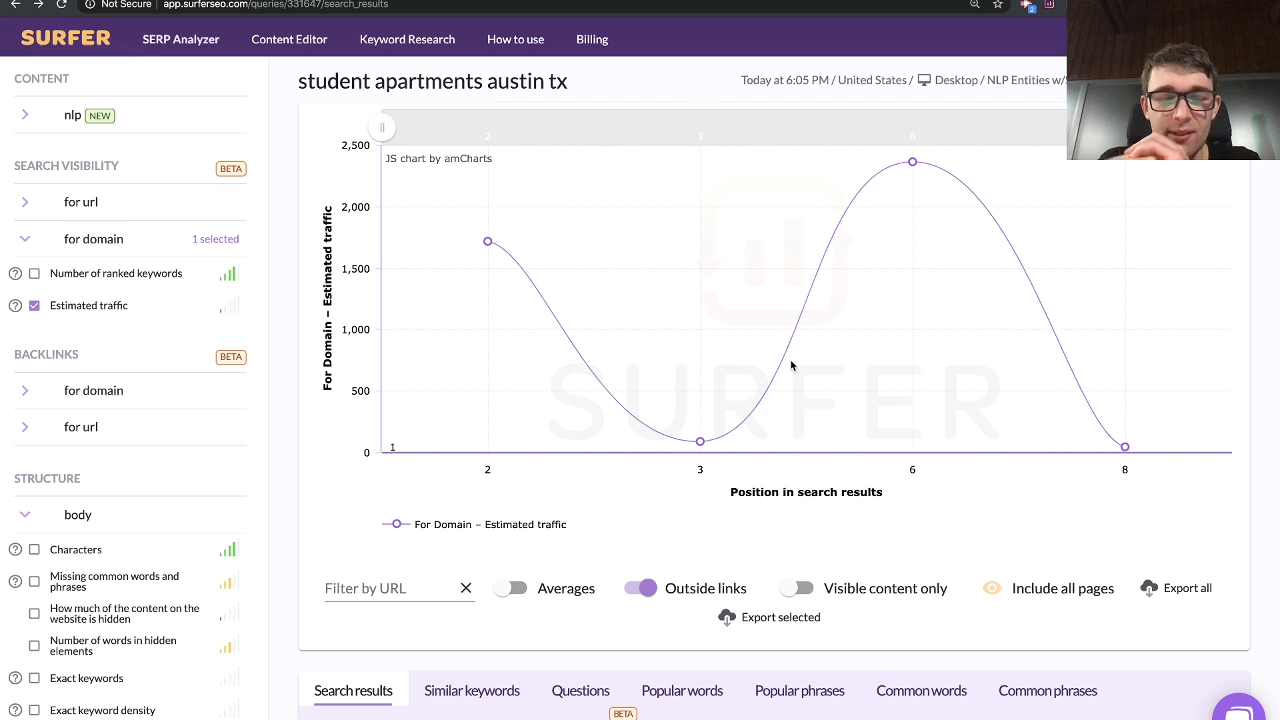 Not Secure | app.surferseo.com/queries/331647/search_results
2
SURFER
SERP Analyzer
Content Editor
Keyword Research
How to use
Billing
CONTENT
nlp NEW
SEARCH VISIBILITY BETA
for url
for domain 1 selected
Number of ranked keywords
Estimated traffic
BACKLINKS BETA
for domain
for url
STRUCTURE
body
Characters
Missing common words and
phrases
How much of the content on the
website is hidden
Number of words in hidden
elements
Exact keywords
Exact keyword density
student apartments austin tx
Today at 6:05 PM / United States / Desktop / NLP Entities w/
2 3 6
JS chart by amCharts
For Domain – Estimated traffic
2,500
2,000
1,500
1,000
500
0
1
SURFER
2 3 6 8
Position in search results
For Domain – Estimated traffic
Filter by URL
Averages
Outside links
Visible content only
Include all pages
Export all
Export selected
Search results
Similar keywords
Questions
BETA
Popular words
Popular phrases
Common words
Common phrases